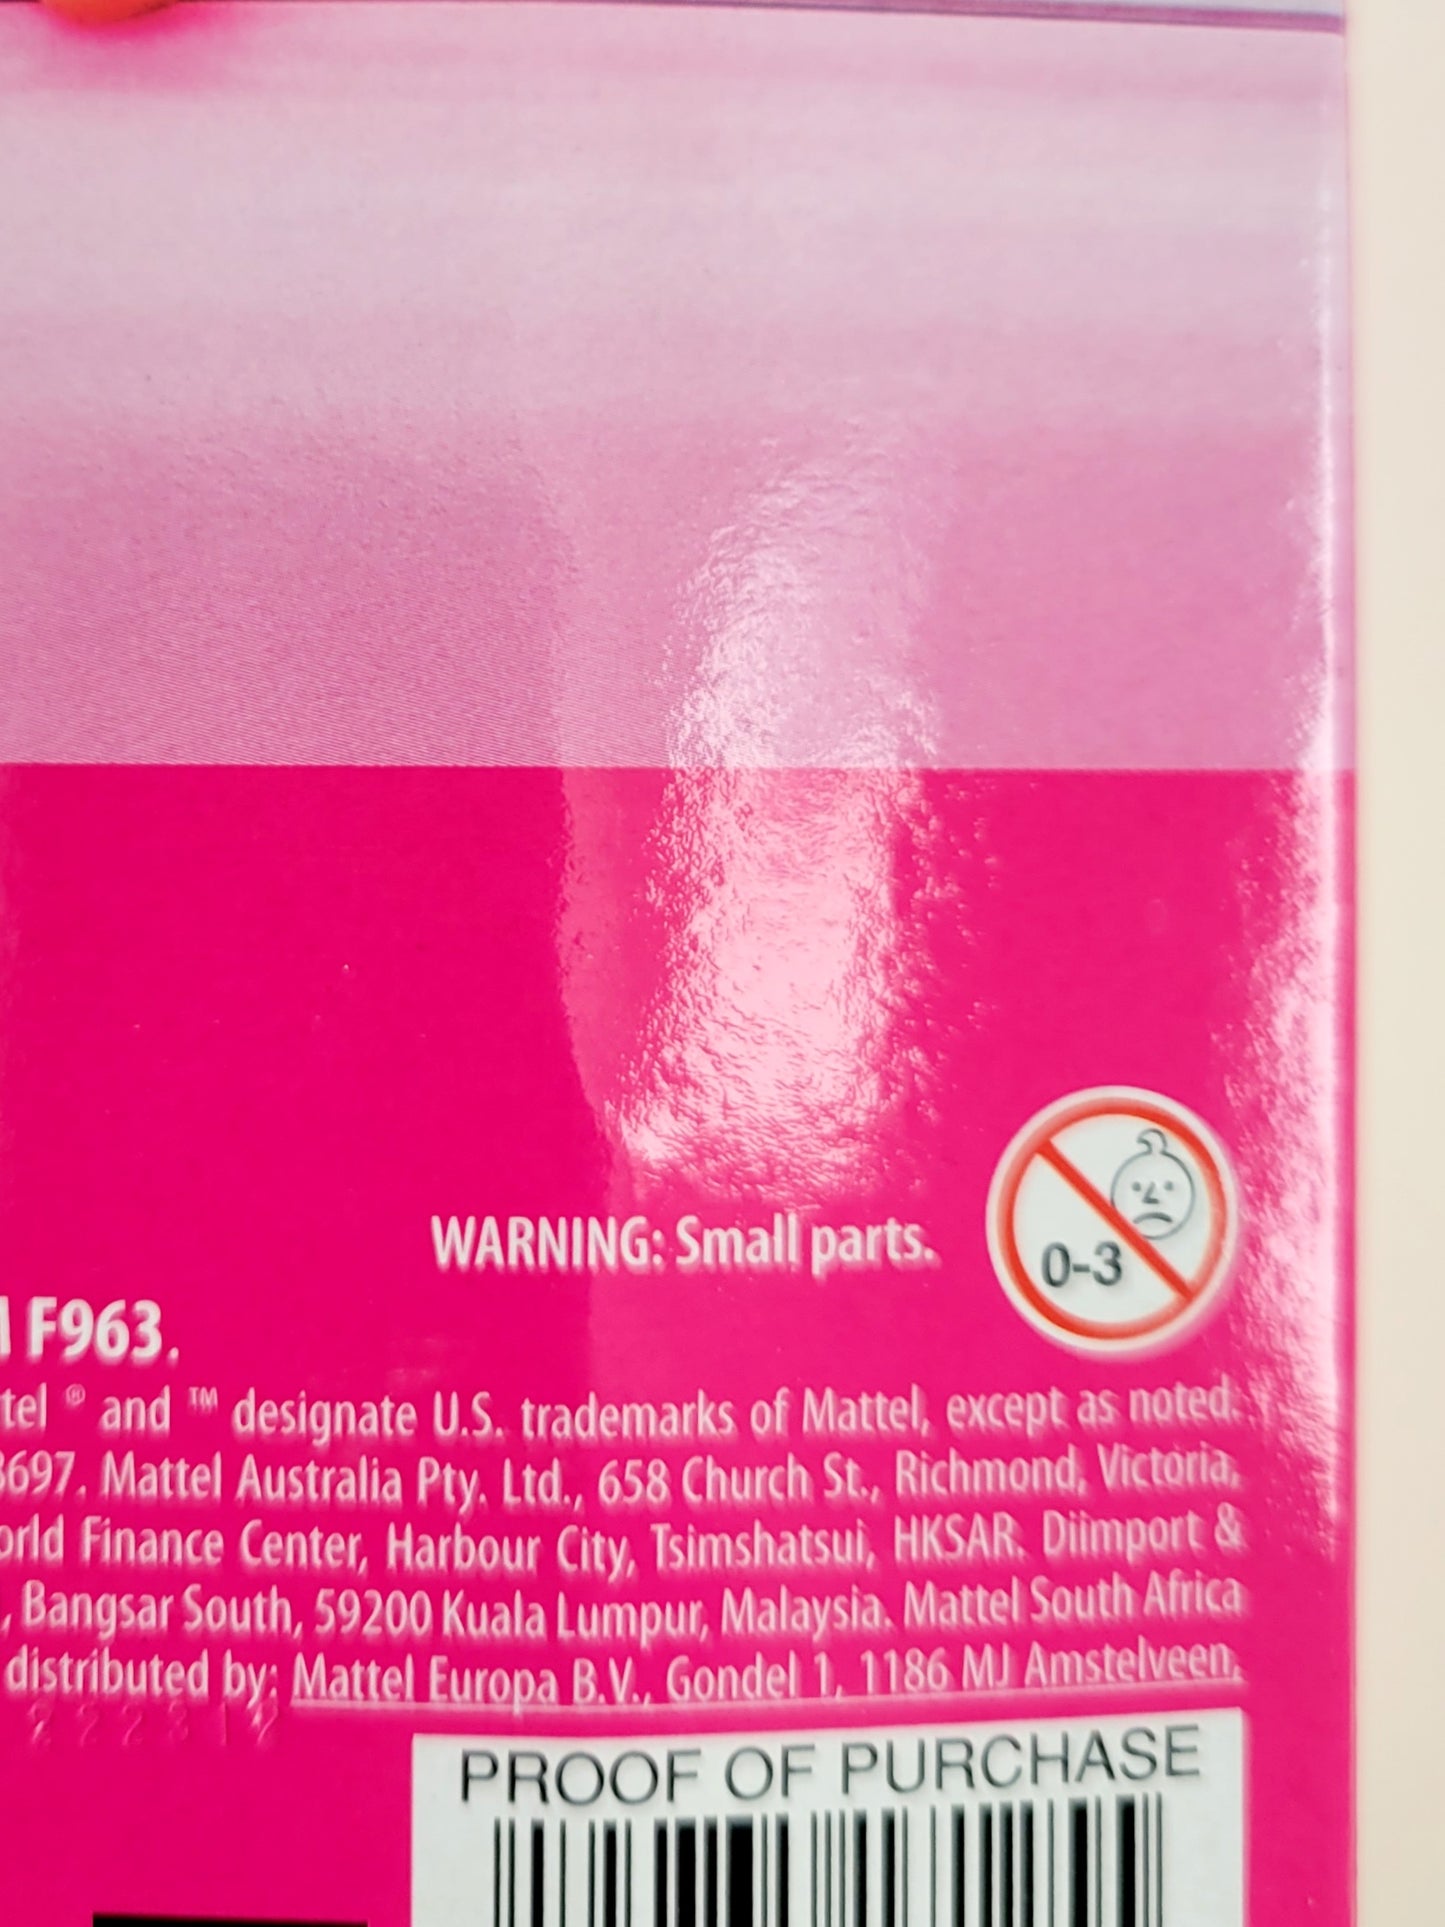 WARNING: Small parts.
0-3
F963.
tel ® and ™ designate U.S. trademarks of Mattel, except as noted.
8697. Mattel Australia Pty. Ltd., 658 Church St., Richmond, Victoria,
orld Finance Center, Harbour City, Tsimshatsui, HKSAR. Diimport &
, Bangsar South, 59200 Kuala Lumpur, Malaysia. Mattel South Africa
distributed by: Mattel Europa B.V., Gondel 1, 1186 MJ Amstelveen,
PROOF OF PURCHASE